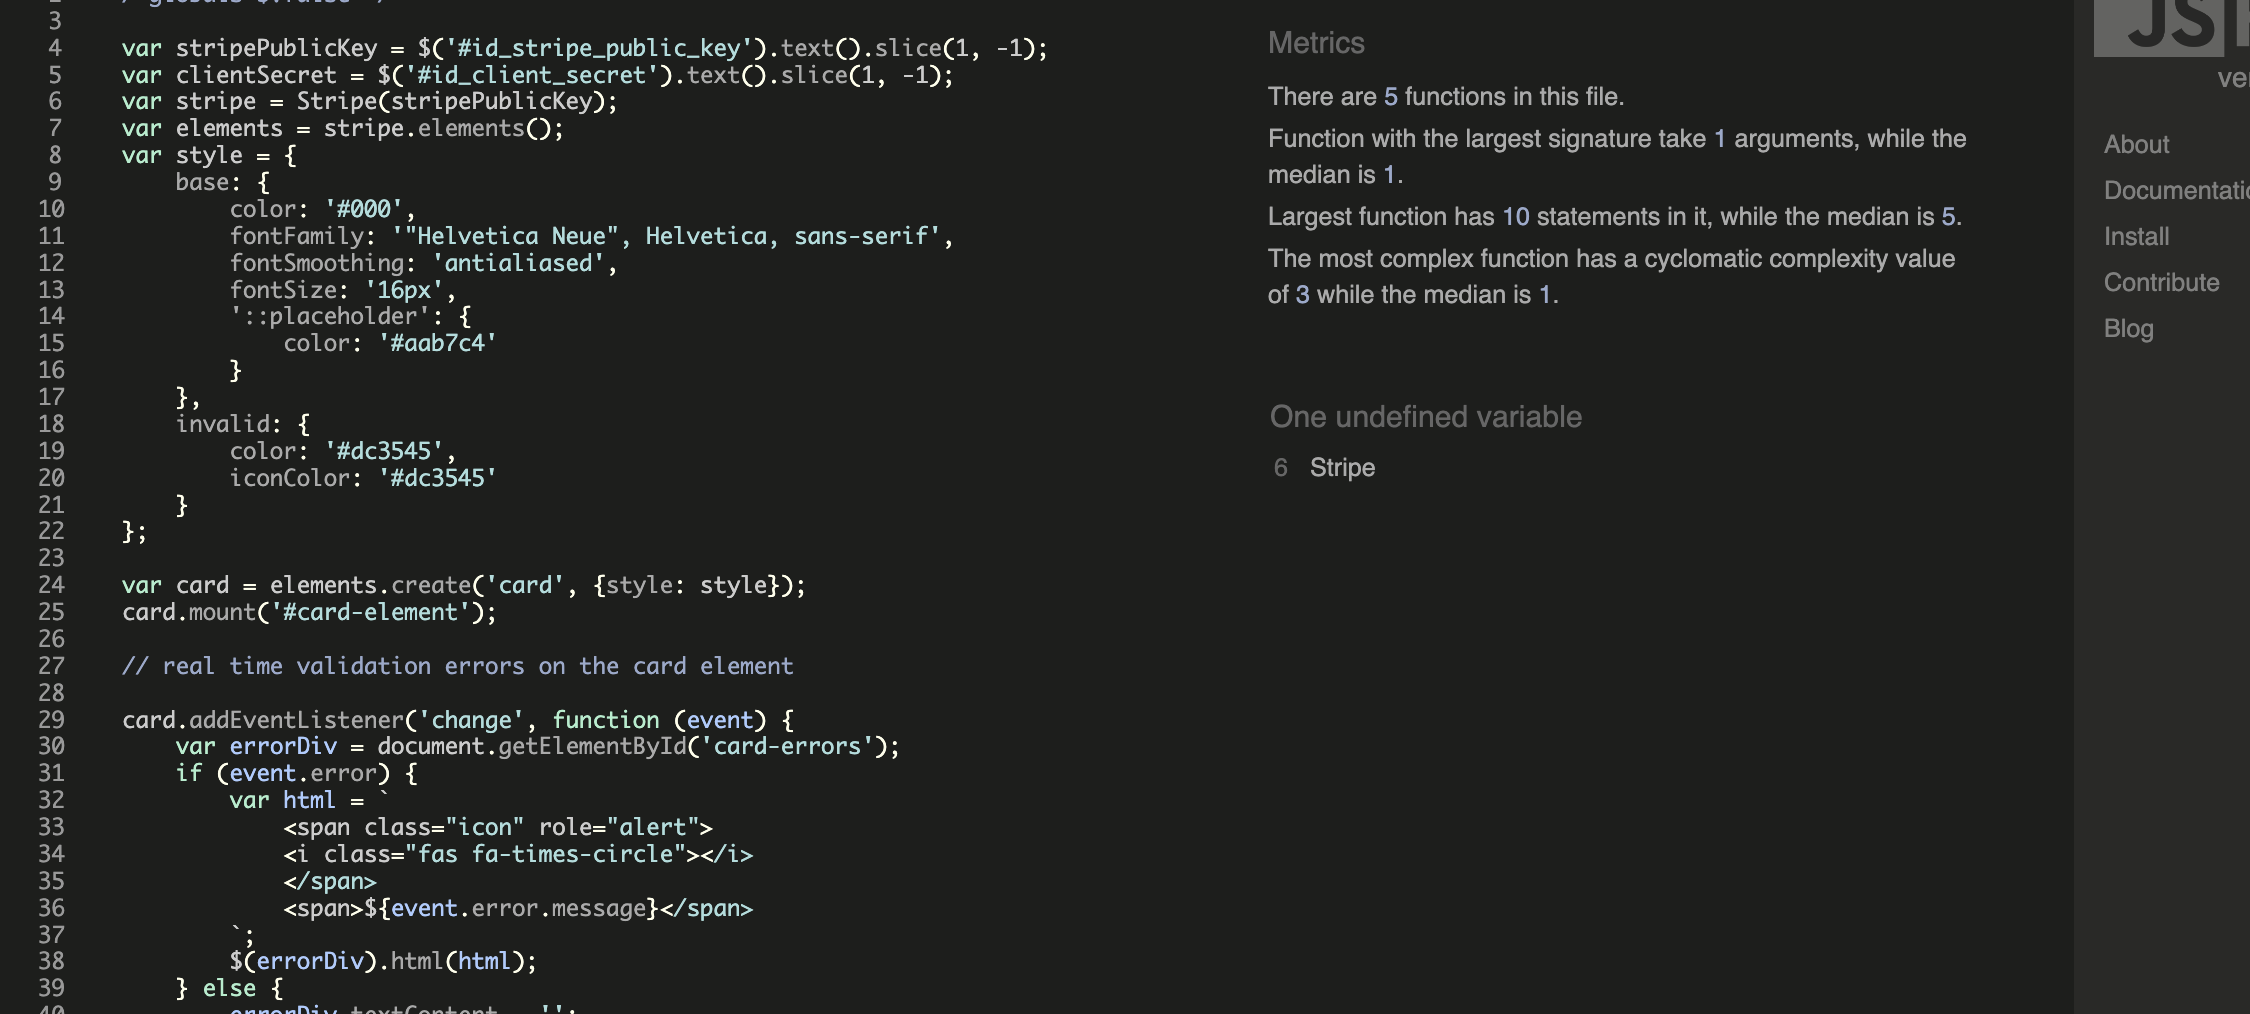 3
4 var stripePublicKey = $('#id_stripe_public_key').text().slice(1, -1);
5 var clientSecret = $('#id_client_secret').text().slice(1, -1);
6 var stripe = Stripe(stripePublicKey);
7 var elements = stripe.elements();
8 var style = {
9 base: {
10 color: '#000',
11 fontFamily: '"Helvetica Neue", Helvetica, sans-serif',
12 fontSmoothing: 'antialiased',
13 fontSize: '16px',
14 '::placeholder': {
15 color: '#aab7c4'
16 }
17 },
18 invalid: {
19 color: '#dc3545',
20 iconColor: '#dc3545'
21 }
22 };
23
24 var card = elements.create('card', {style: style});
25 card.mount('#card-element');
26
27 // real time validation errors on the card element
28
29 card.addEventListener('change', function (event) {
30 var errorDiv = document.getElementById('card-errors');
31 if (event.error) {
32 var html = `
33 <span class="icon" role="alert">
34 <i class="fas fa-times-circle"></i>
35 </span>
36 <span>${event.error.message}</span>
37 `;
38 $(errorDiv).html(html);
39 } else {
40 errorDiv.textContent = '';
Metrics
There are 5 functions in this file.
Function with the largest signature take 1 arguments, while the
median is 1.
Largest function has 10 statements in it, while the median is 5.
The most complex function has a cyclomatic complexity value
of 3 while the median is 1.
One undefined variable
6 Stripe
JS
About
Documentatio
Install
Contribute
Blog